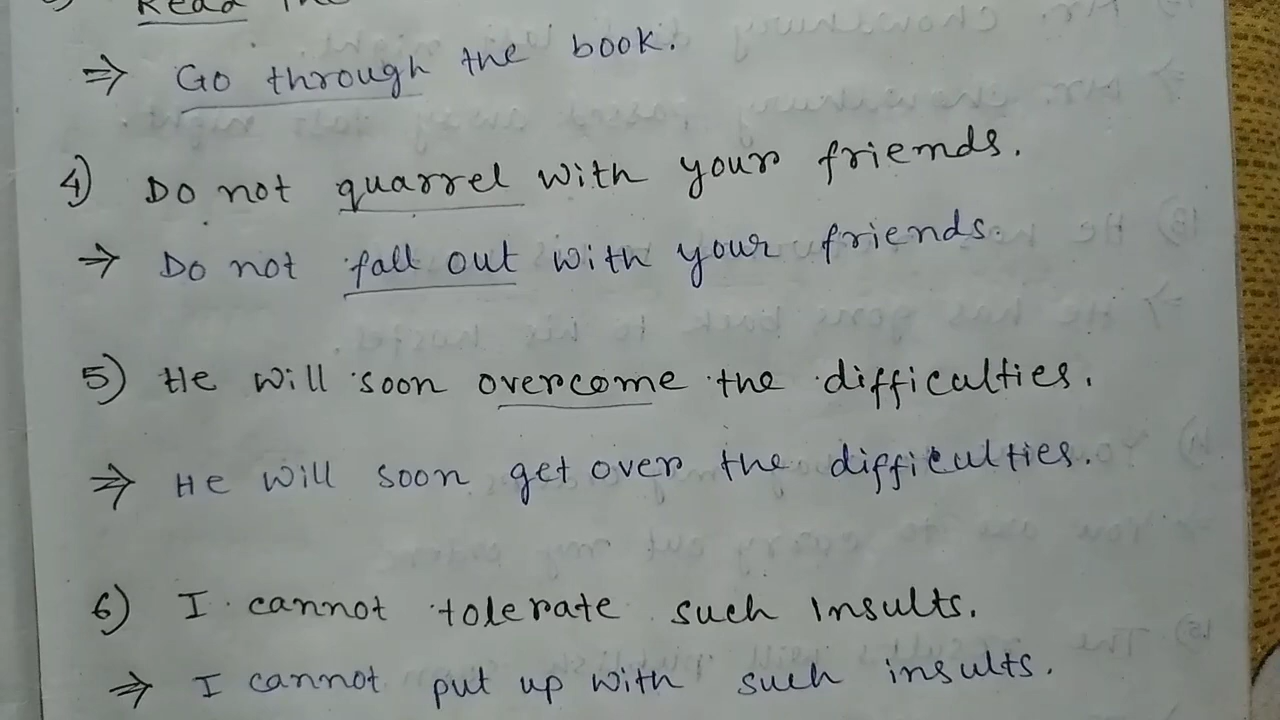 Read the
⇒ Go through the book.
4) Do not quarrel with your friends.
⇒ Do not fall out with your friends.
5) He will soon overcome the difficulties.
⇒ He will soon get over the difficulties.
6) I cannot tolerate such insults.
⇒ I cannot put up with such insults.